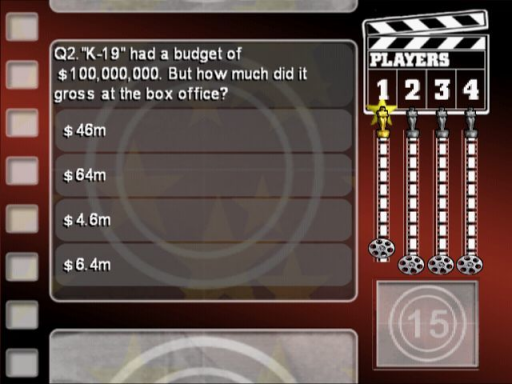 Q2."K-19" had a budget of
$100,000,000. But how much did it
gross at the box office?
$46m
$64m
$4.6m
$6.4m
PLAYERS
1 2 3 4
15